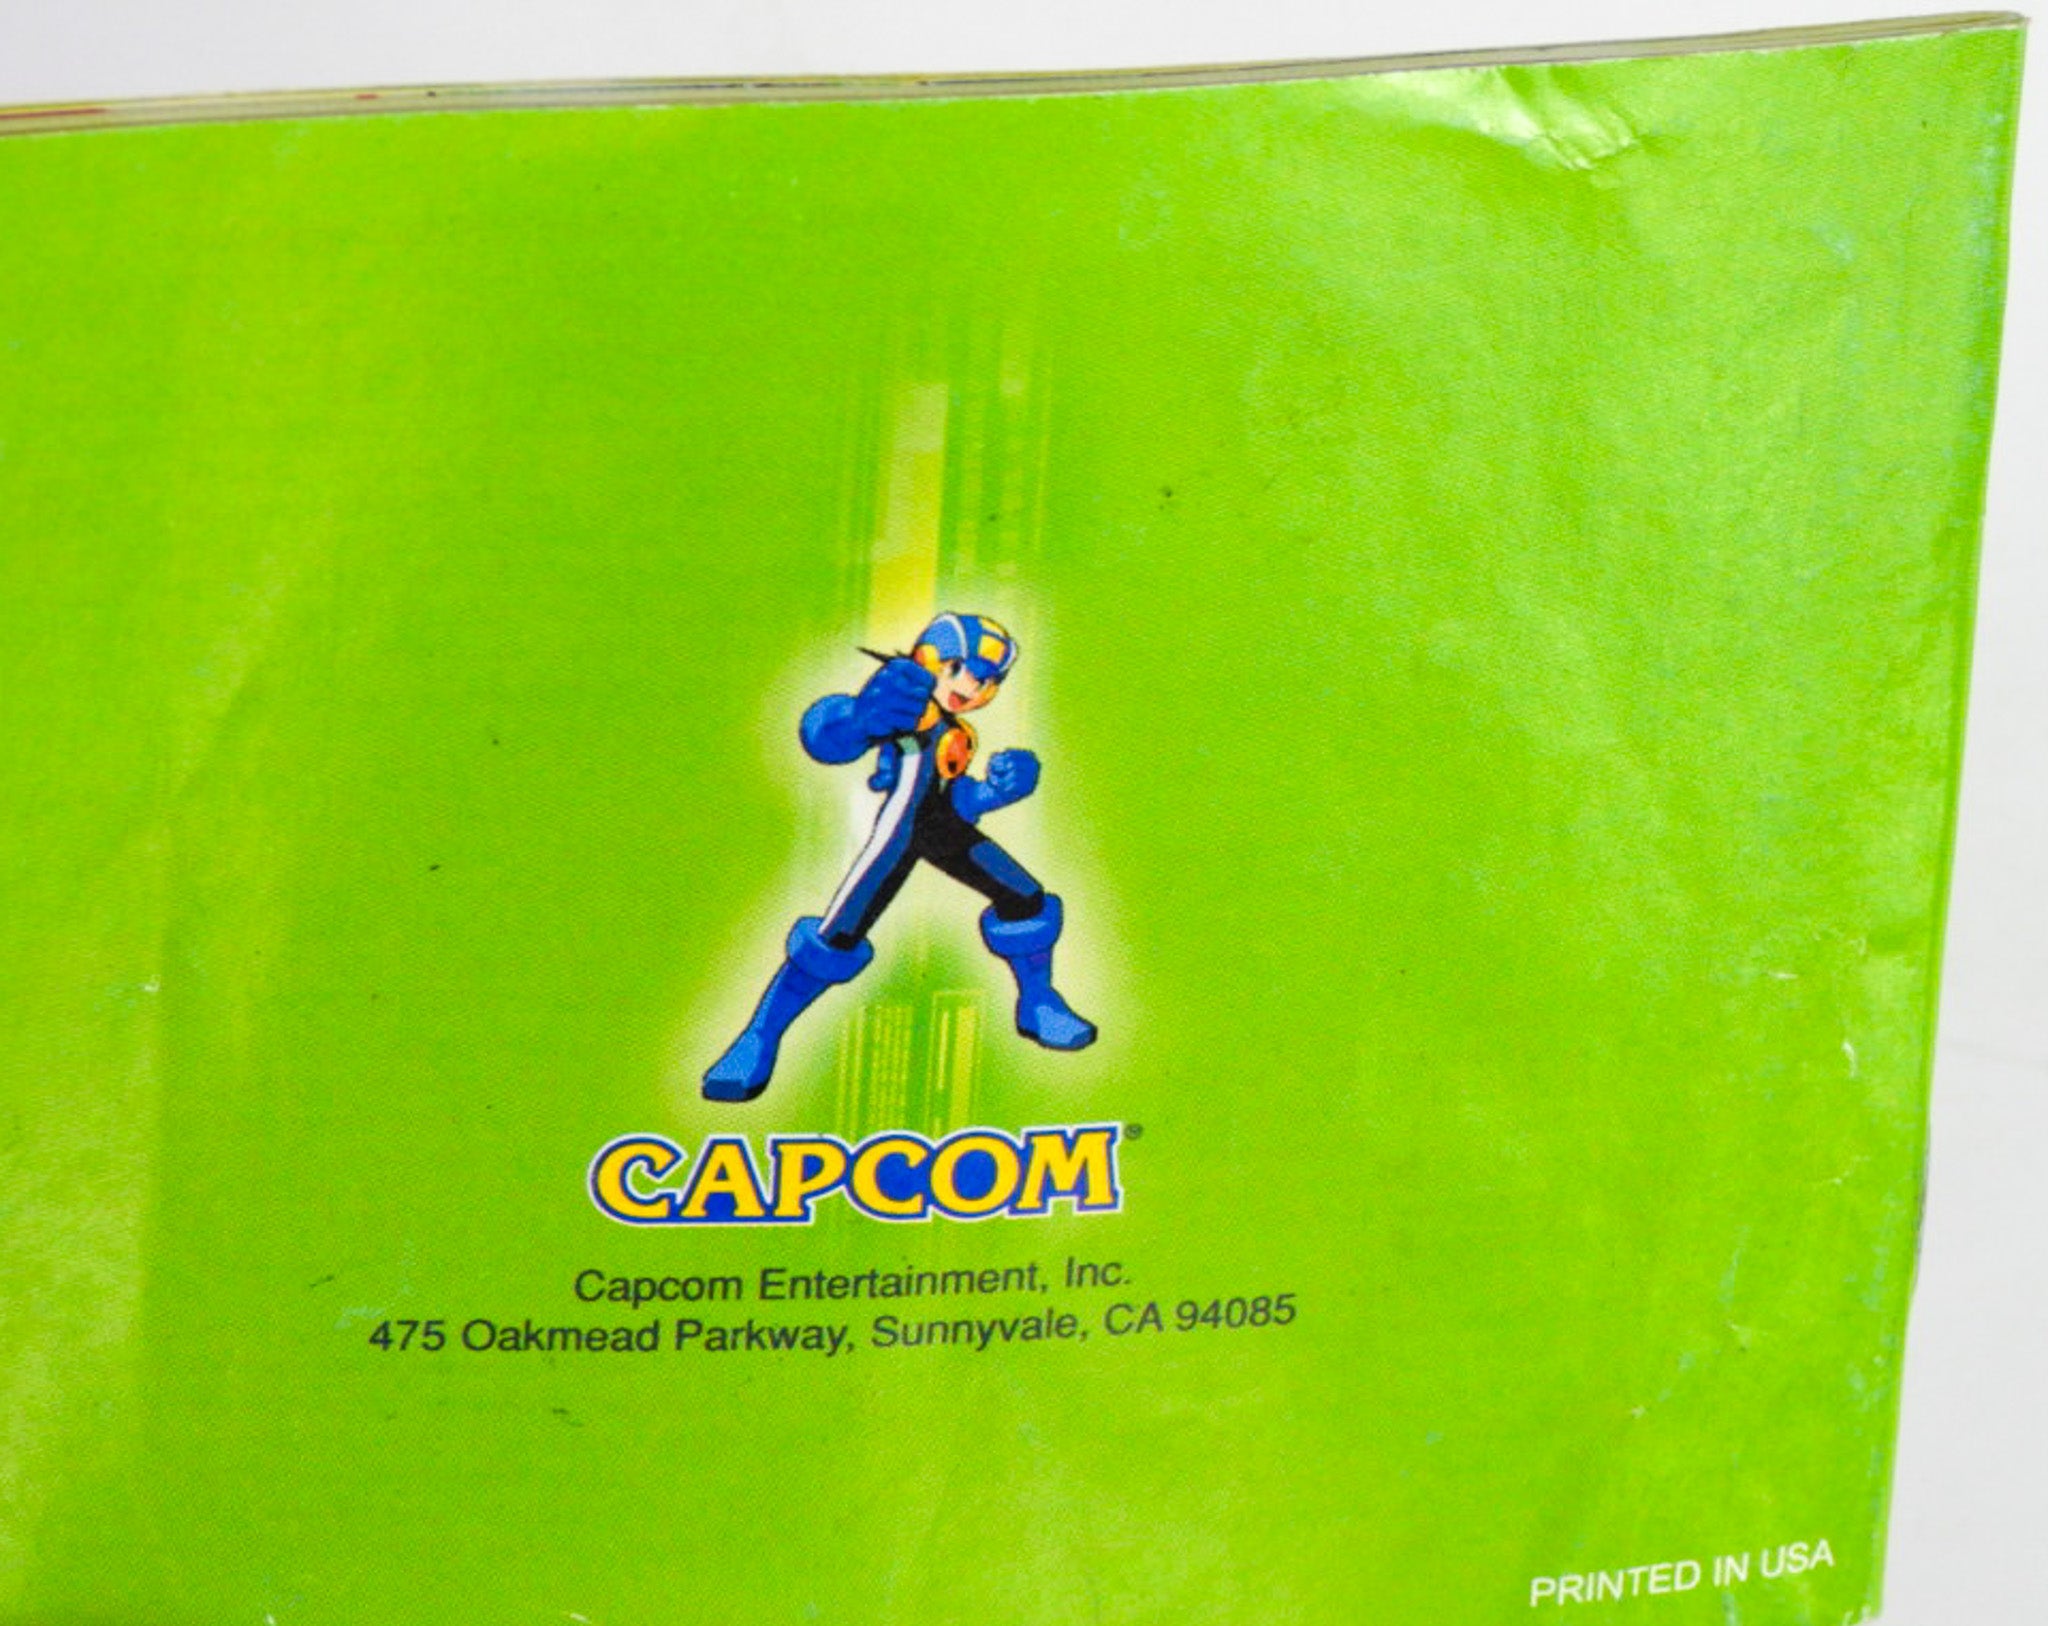 CAPCOM®
Capcom Entertainment, Inc.
475 Oakmead Parkway, Sunnyvale, CA 94085
PRINTED IN USA